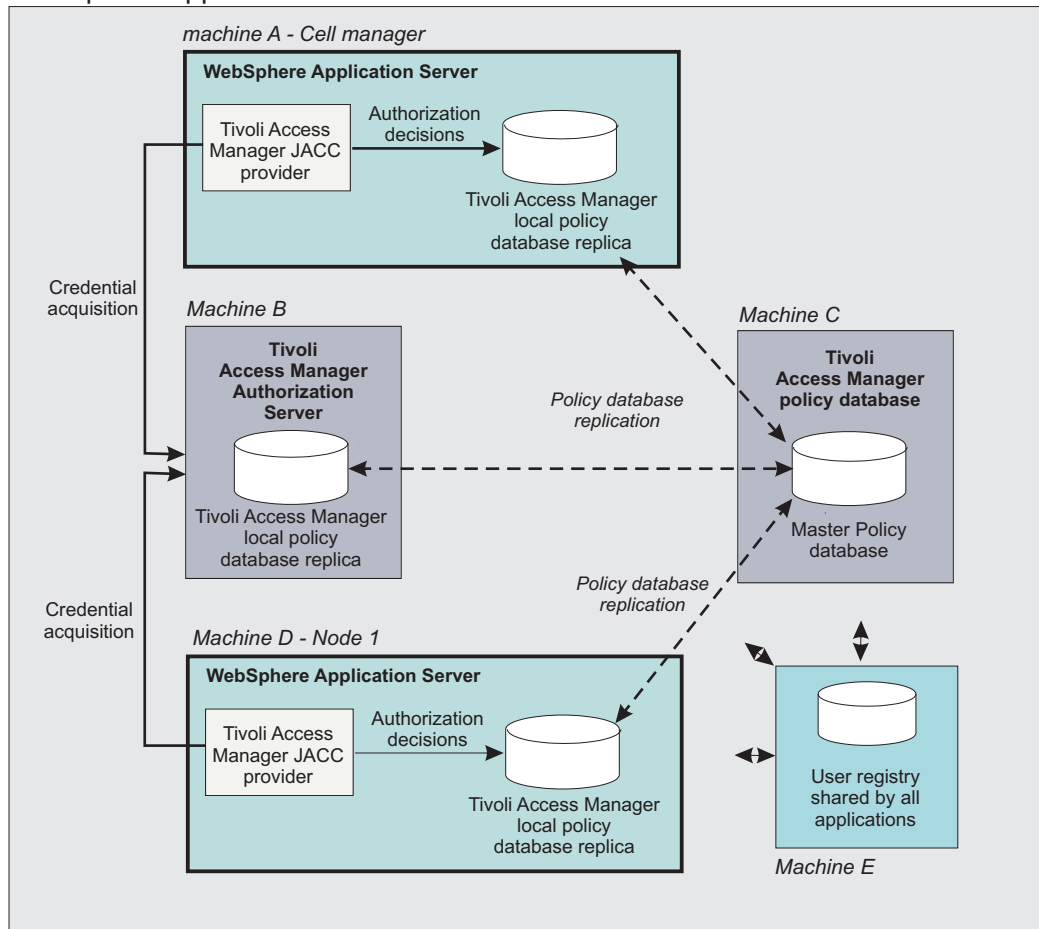 machine A - Cell manager
WebSphere Application Server
Tivoli Access
Manager JACC
provider
Authorization
decisions
Tivoli Access Manager
local policy
database replica
Credential
acquisition
Machine B
Tivoli
Access Manager
Authorization
Server
Tivoli Access Manager
local policy
database replica
Policy database
replication
Machine C
Tivoli
Access Manager
policy database
Master Policy
database
Policy database
replication
Credential
acquisition
Machine D - Node 1
WebSphere Application Server
Tivoli Access
Manager JACC
provider
Authorization
decisions
Tivoli Access Manager
local policy
database replica
User registry
shared by all
applications
Machine E